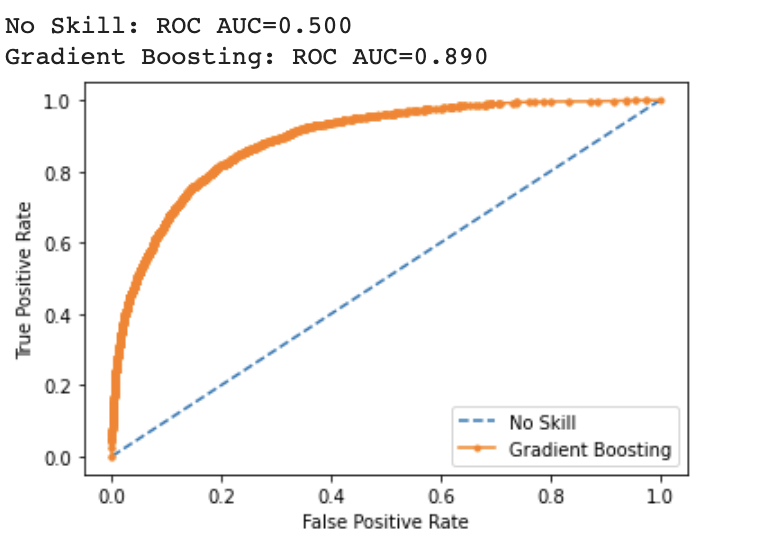 No Skill: ROC AUC=0.500
Gradient Boosting: ROC AUC=0.890
1.0
0.8
0.6
0.4
0.2
0.0
True Positive Rate
No Skill
Gradient Boosting
0.0 0.2 0.4 0.6 0.8 1.0
False Positive Rate